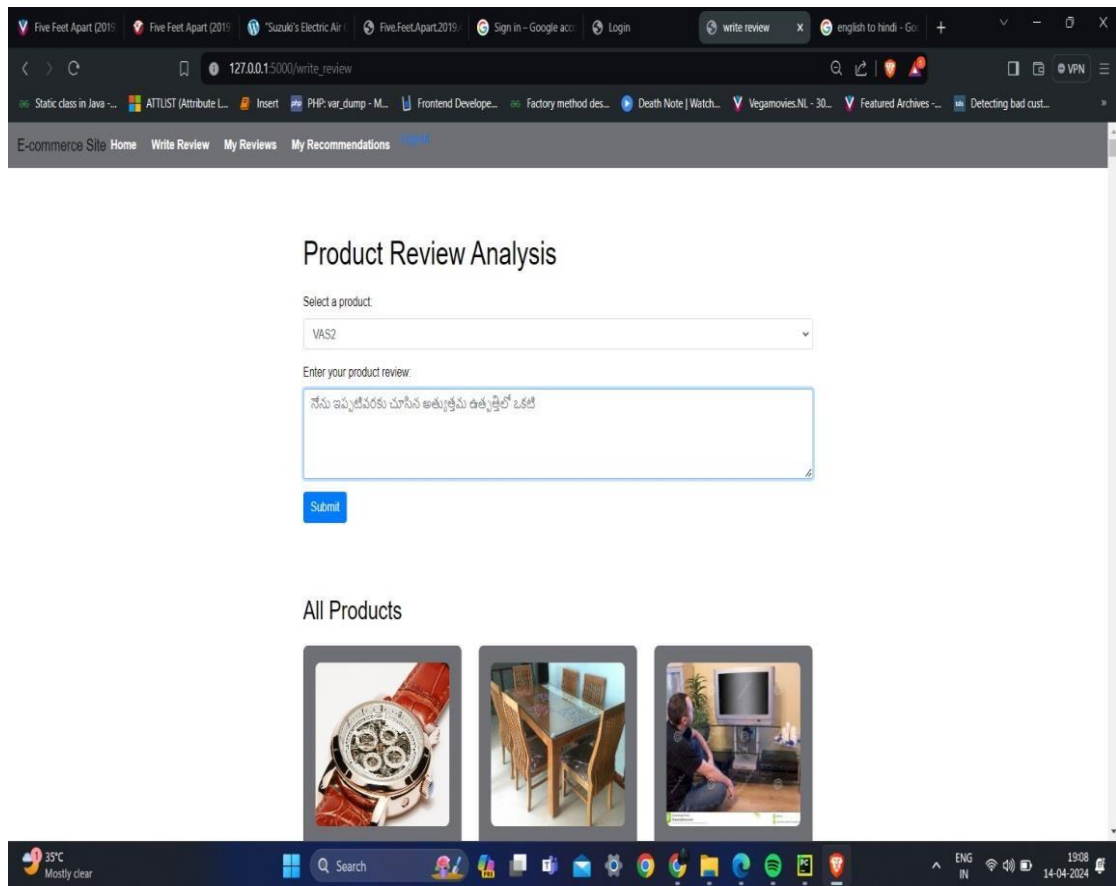 Five Feet Apart (2019
Five Feet Apart (2019
"Suzuki's Electric Air C
Five.Feet.Apart.2019.
Sign in – Google acco
Login
write review
english to hindi - Goo
127.0.0.1:5000/write_review
VPN
Static class in Java -...
ATTLIST (Attribute L...
Insert
PHP: var_dump - M...
Frontend Develope...
Factory method des...
Death Note | Watch...
Vegamovies.NL - 30...
Featured Archives -...
Detecting bad cust...
E-commerce Site Home Write Review My Reviews My Recommendations
Product Review Analysis
Select a product:
VAS2
Enter your product review:
నేను ఇప్పటివరకు చూసిన అత్యుత్తమ ఉత్పత్తిలో ఒకటి
Submit
All Products
35°C
Mostly clear
Search
ENG
IN
19:08
14-04-2024